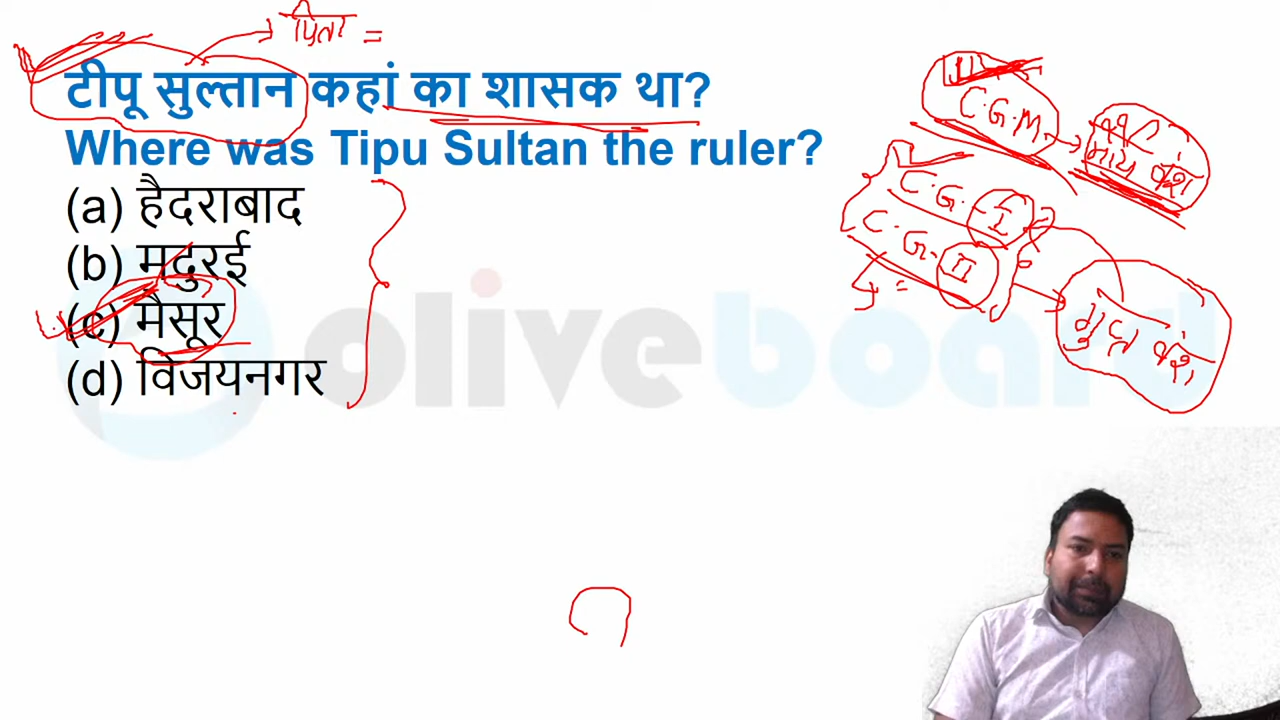 पिता =
टीपू सुल्तान कहां का शासक था?
Where was Tipu Sultan the ruler?
(a) हैदराबाद
(b) मदुरई
(c) मैसूर
(d) विजयनगर
C.G.M
मौर्य वंश
C.G.-I
C.G.-II
गुप्त वंश
oliveboard